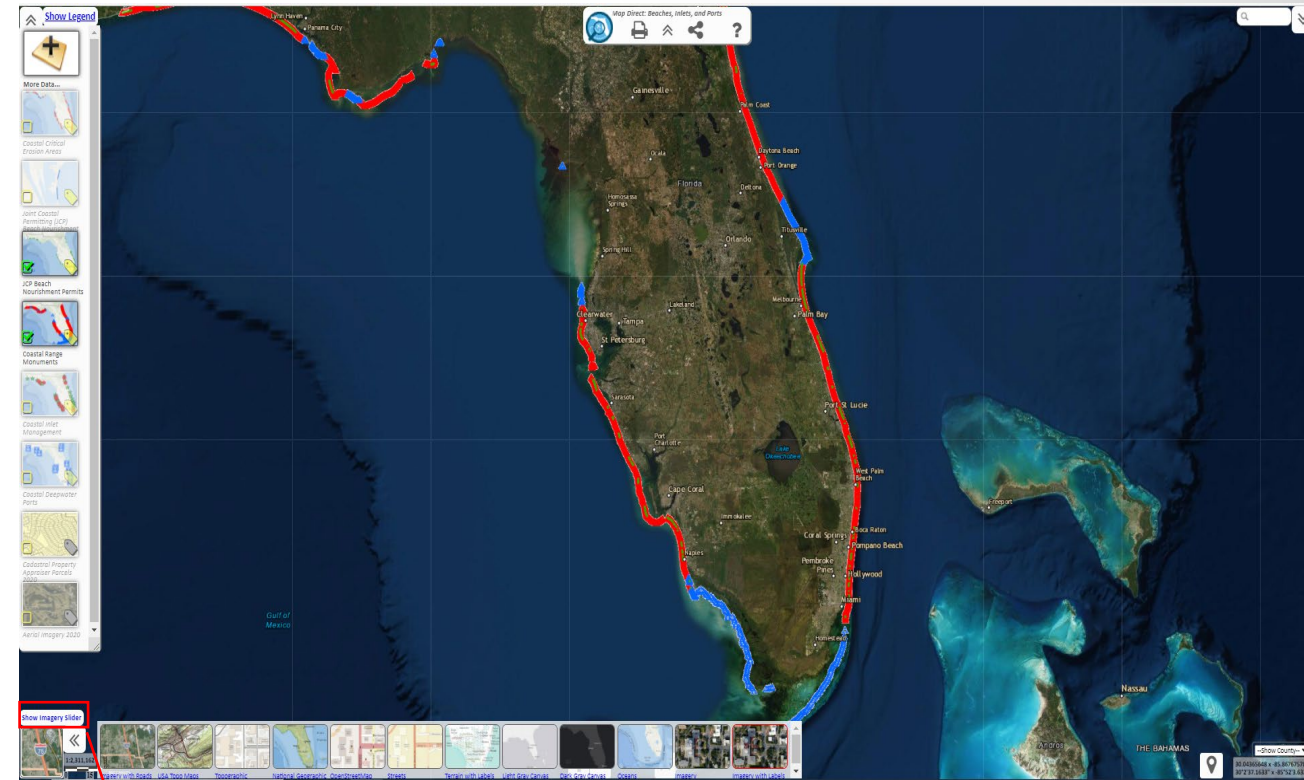 Show Legend
Map Direct: Beaches, Inlets, and Ports
?
More Data...
Coastal Critical
Erosion Areas
Joint Coastal
Permitting (JCP)
Beach Nourishment
JCP Beach
Nourishment Permits
Coastal Range
Monuments
Coastal Inlet
Management
Coastal Deepwater
Ports
Cadastral Property
Appraiser Parcels
2020
Aerial Imagery 2020
Lynn Haven
Panama City
Gainesville
Palm Coast
Ocala
Daytona Beach
Port Orange
Florida
Deltona
Homosassa
Springs
Titusville
Orlando
Spring Hill
Melbourne
Lakeland
Palm Bay
Clearwater
Tampa
St Petersburg
Sarasota
Port St Lucie
Port
Charlotte
Lake
Okeechobee
West Palm
Beach
Cape Coral
Freeport
Immokalee
Boca Raton
Coral Springs
Pompano Beach
Naples
Pembroke
Pines
Hollywood
Miami
Gulf of
Mexico
Homestead
Nassau
Andros
THE BAHAMAS
Show Imagery Slider
Imagery with Roads
USA Topo Maps
Topographic
National Geographic
OpenStreetMap
Streets
Terrain with Labels
Light Gray Canvas
Dark Gray Canvas
Oceans
Imagery
Imagery with Labels
--Show County--